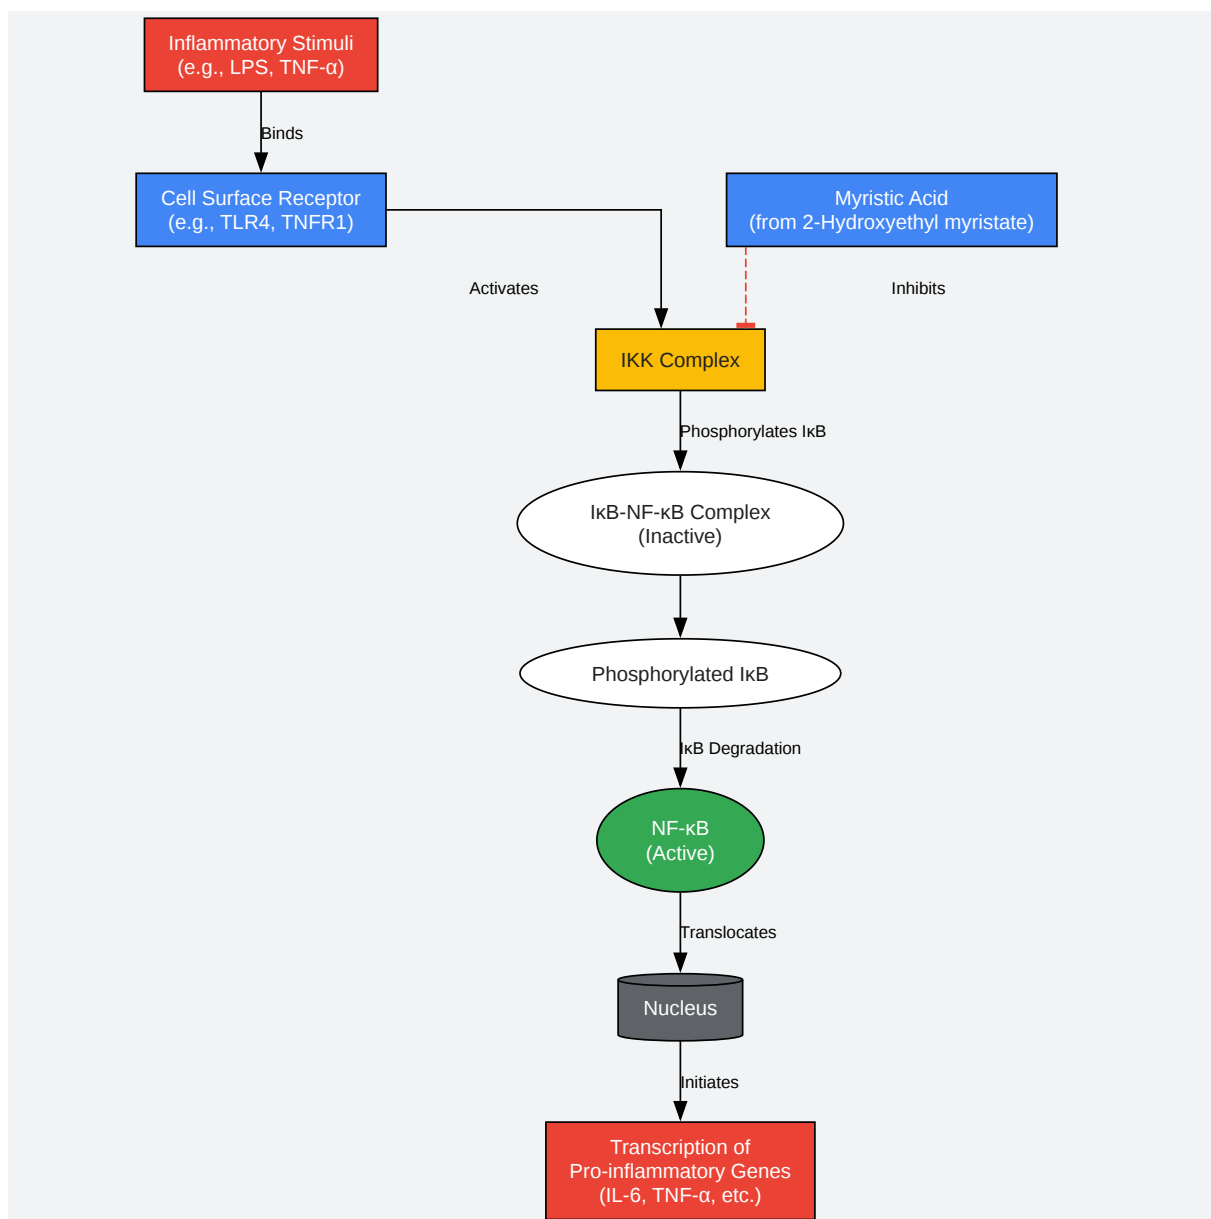 Inflammatory Stimuli
(e.g., LPS, TNF-α)
Binds
Cell Surface Receptor
(e.g., TLR4, TNFR1)
Myristic Acid
(from 2-Hydroxyethyl myristate)
Activates
Inhibits
IKK Complex
Phosphorylates IκB
IκB-NF-κB Complex
(Inactive)
Phosphorylated IκB
IκB Degradation
NF-κB
(Active)
Translocates
Nucleus
Initiates
Transcription of
Pro-inflammatory Genes
(IL-6, TNF-α, etc.)